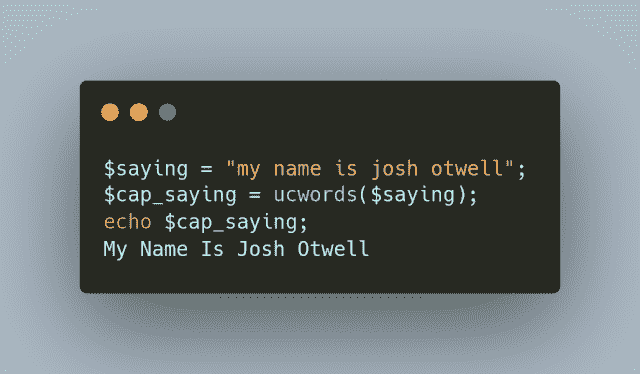 $saying = "my name is josh otwell";
$cap_saying = ucwords($saying);
echo $cap_saying;
My Name Is Josh Otwell